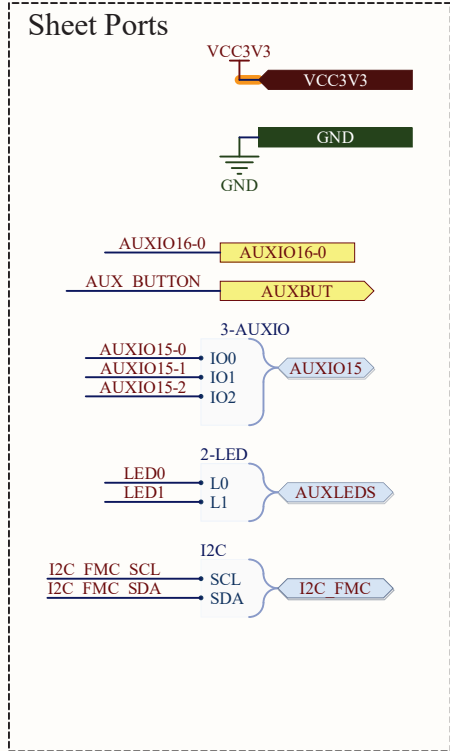 Sheet Ports
VCC3V3
VCC3V3
GND
GND
AUXIO16-0
AUXIO16-0
AUX_BUTTON
AUXBUT
3-AUXIO
AUXIO15-0
IO0
AUXIO15
AUXIO15-1
IO1
AUXIO15-2
IO2
2-LED
LED0
L0
AUXLEDS
LED1
L1
I2C
I2C_FMC_SCL
SCL
I2C_FMC
I2C_FMC_SDA
SDA